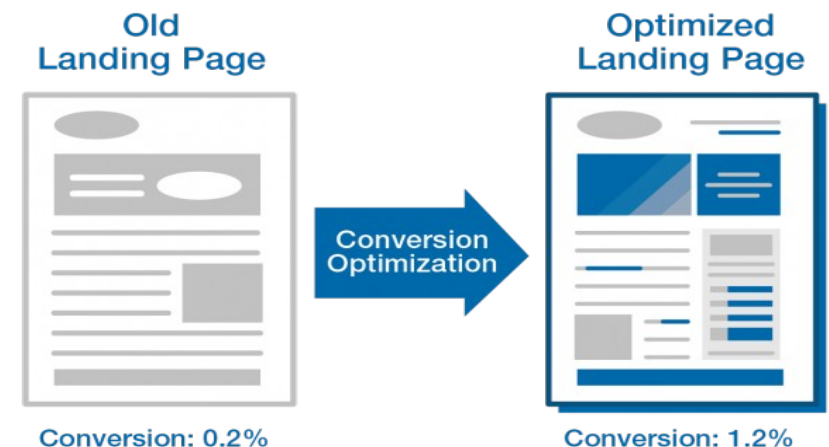 Old
Landing Page
Optimized
Landing Page
Conversion
Optimization
Conversion: 0.2%
Conversion: 1.2%